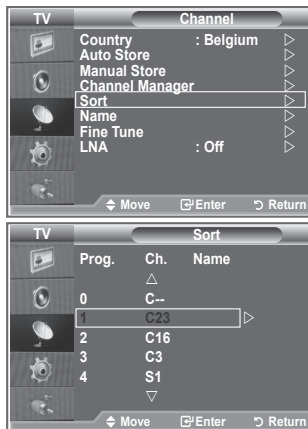 TV Channel
Country : Belgium
Auto Store
Manual Store
Channel Manager
Sort
Name
Fine Tune
LNA : Off
Move Enter Return
TV Sort
Prog. Ch. Name
0 C--
1 C23
2 C16
3 C3
4 S1
Move Enter Return